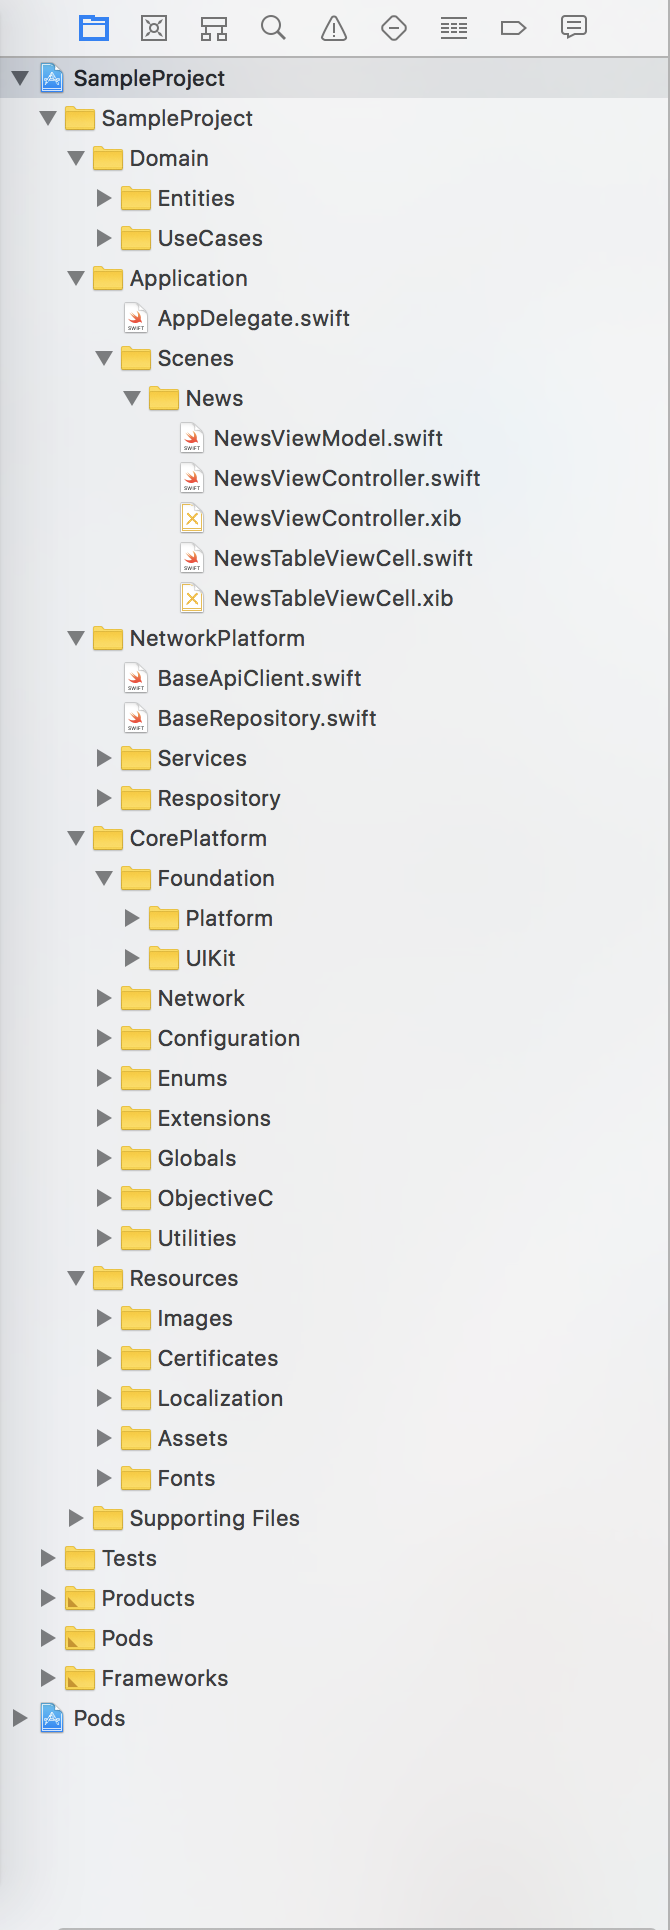 SampleProject
SampleProject
Domain
Entities
UseCases
Application
AppDelegate.swift
Scenes
News
NewsViewModel.swift
NewsViewController.swift
NewsViewController.xib
NewsTableViewCell.swift
NewsTableViewCell.xib
NetworkPlatform
BaseApiClient.swift
BaseRepository.swift
Services
Respository
CorePlatform
Foundation
Platform
UIKit
Network
Configuration
Enums
Extensions
Globals
ObjectiveC
Utilities
Resources
Images
Certificates
Localization
Assets
Fonts
Supporting Files
Tests
Products
Pods
Frameworks
Pods